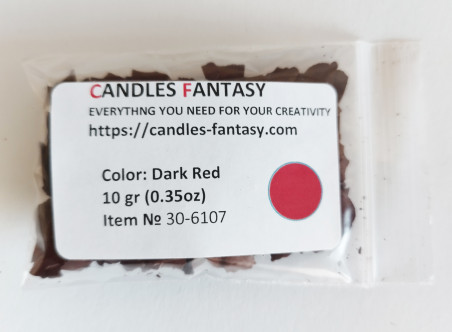 CANDLES FANTASY
EVERYTHNG YOU NEED FOR YOUR CREATIVITY
https://candles-fantasy.com
Color: Dark Red
10 gr (0.35oz)
Item № 30-6107